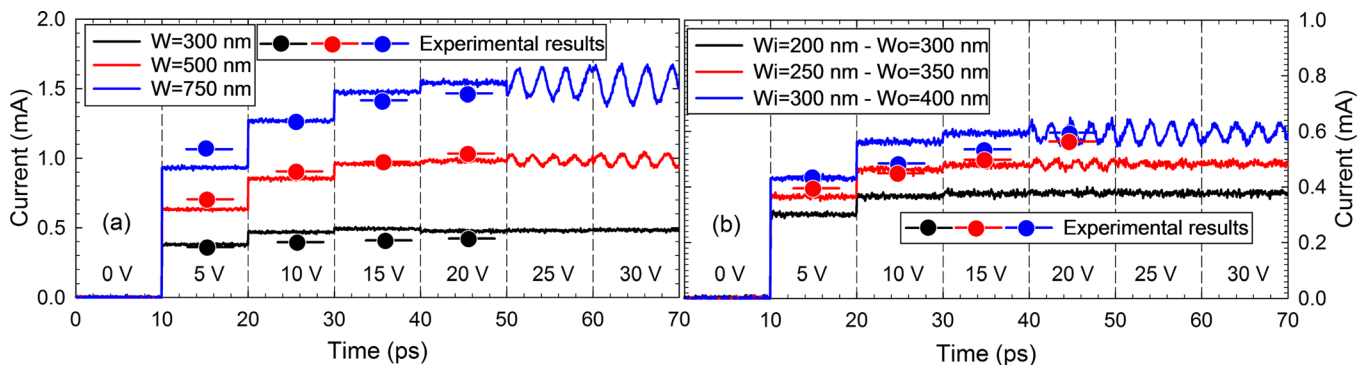 2.0
1.5
1.0
0.5
0.0
Current (mA)
W=300 nm
W=500 nm
W=750 nm
Experimental results
(a)
0 V
5 V
10 V
15 V
20 V
25 V
30 V
0
10
20
30
40
50
60
70
Time (ps)
Wi=200 nm - Wo=300 nm
Wi=250 nm - Wo=350 nm
Wi=300 nm - Wo=400 nm
(b)
Experimental results
0 V
5 V
10 V
15 V
20 V
25 V
30 V
0
10
20
30
40
50
60
70
Time (ps)
1.0
0.8
0.6
0.4
0.2
0.0
Current (mA)